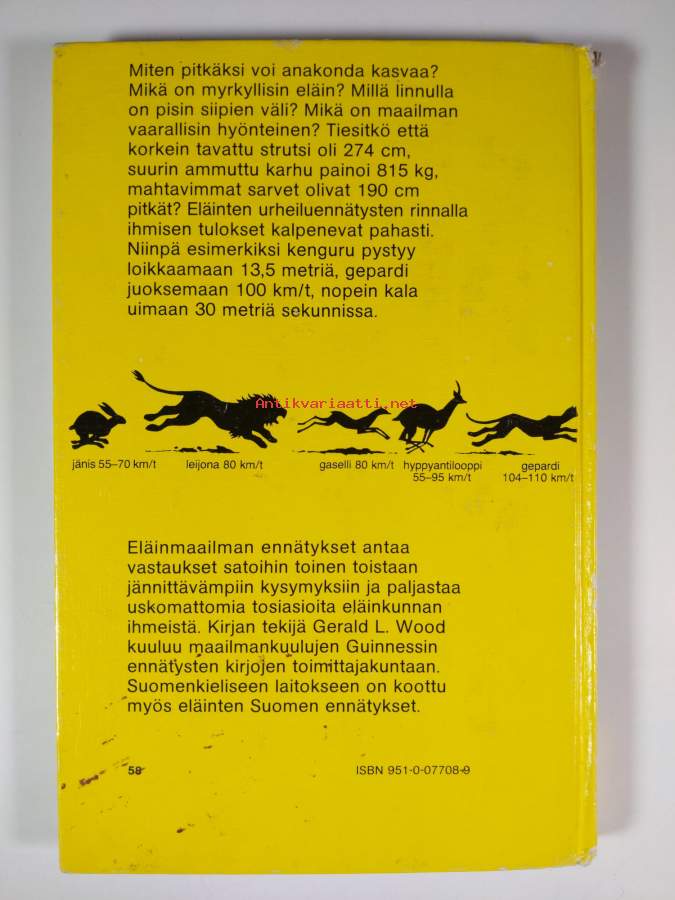 Miten pitkäksi voi anakonda kasvaa?
Mikä on myrkyllisin eläin? Millä linnulla
on pisin siipien väli? Mikä on maailman
vaarallisin hyönteinen? Tiesitkö että
korkein tavattu strutsi oli 274 cm,
suurin ammuttu karhu painoi 815 kg,
mahtavimmat sarvet olivat 190 cm
pitkät? Eläinten urheiluennätysten rinnalla
ihmisen tulokset kalpenevat pahasti.
Niinpä esimerkiksi kenguru pystyy
loikkaamaan 13,5 metriä, gepardi
juoksemaan 100 km/t, nopein kala
uimaan 30 metriä sekunnissa.
Antikvariaatti.net
jänis 55–70 km/t
leijona 80 km/t
gaselli 80 km/t
hyppyantilooppi
55–95 km/t
gepardi
104–110 km/t
Eläinmaailman ennätykset antaa
vastaukset satoihin toinen toistaan
jännittävämpiin kysymyksiin ja paljastaa
uskomattomia tosiasioita eläinkunnan
ihmeistä. Kirjan tekijä Gerald L. Wood
kuuluu maailmankuulujen Guinnessin
ennätysten kirjojen toimittajakuntaan.
Suomenkieliseen laitokseen on koottu
myös eläinten Suomen ennätykset.
58
ISBN 951-0-07708-9